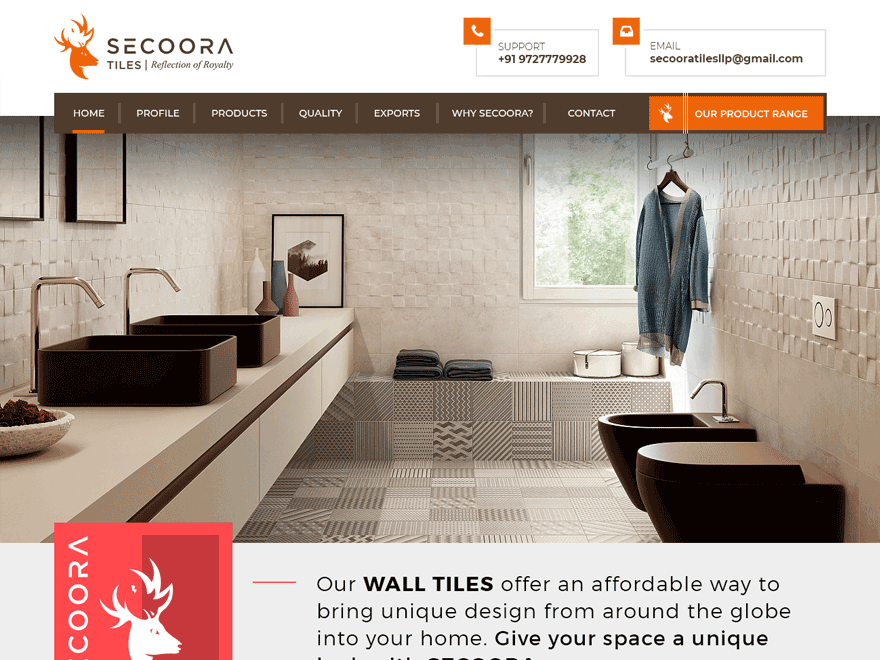 SECOORA
TILES | Reflection of Royalty
SUPPORT
+91 9727779928
EMAIL
secooratilesllp@gmail.com
HOME
PROFILE
PRODUCTS
QUALITY
EXPORTS
WHY SECOORA?
CONTACT
OUR PRODUCT RANGE
COORA
Our WALL TILES offer an affordable way to
bring unique design from around the globe
into your home. Give your space a unique